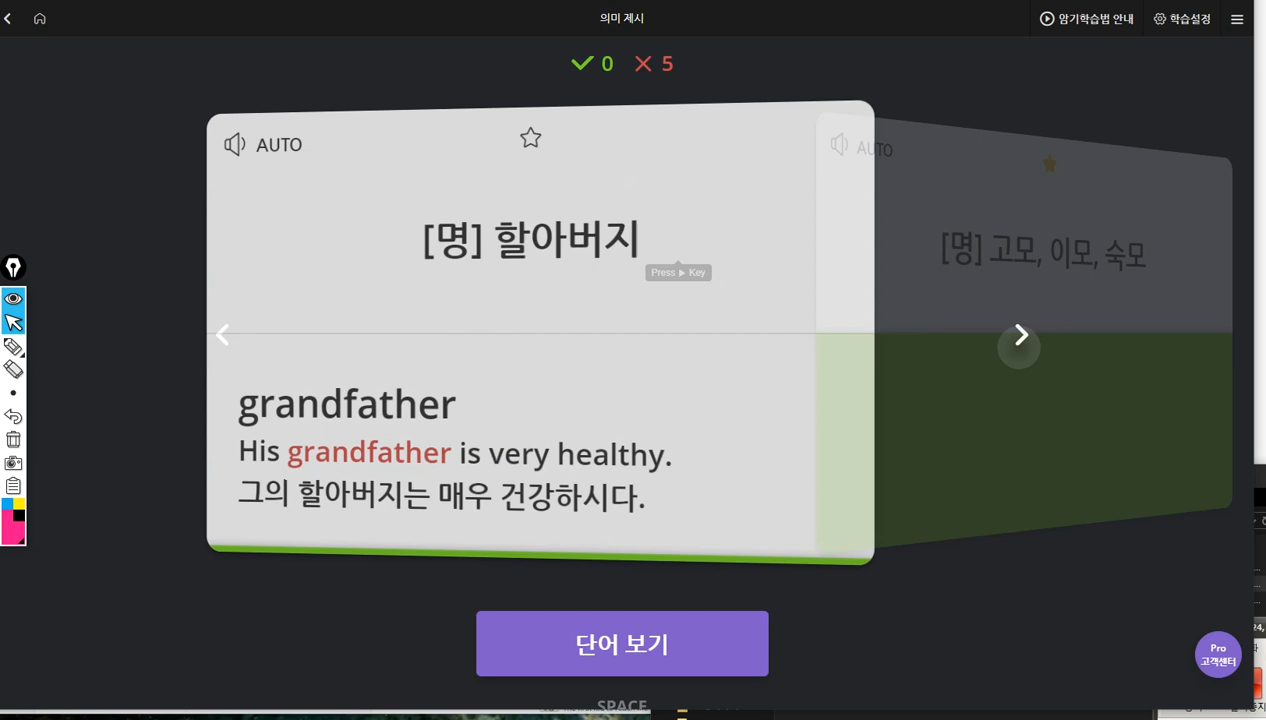 의미 제시
암기학습법 안내
학습설정
0
5
AUTO
[명] 할아버지
Press ▶ Key
grandfather
His grandfather is very healthy.
그의 할아버지는 매우 건강하시다.
AUTO
[명] 고모, 이모, 숙모
단어 보기
SPACE
Pro
고객센터
24,